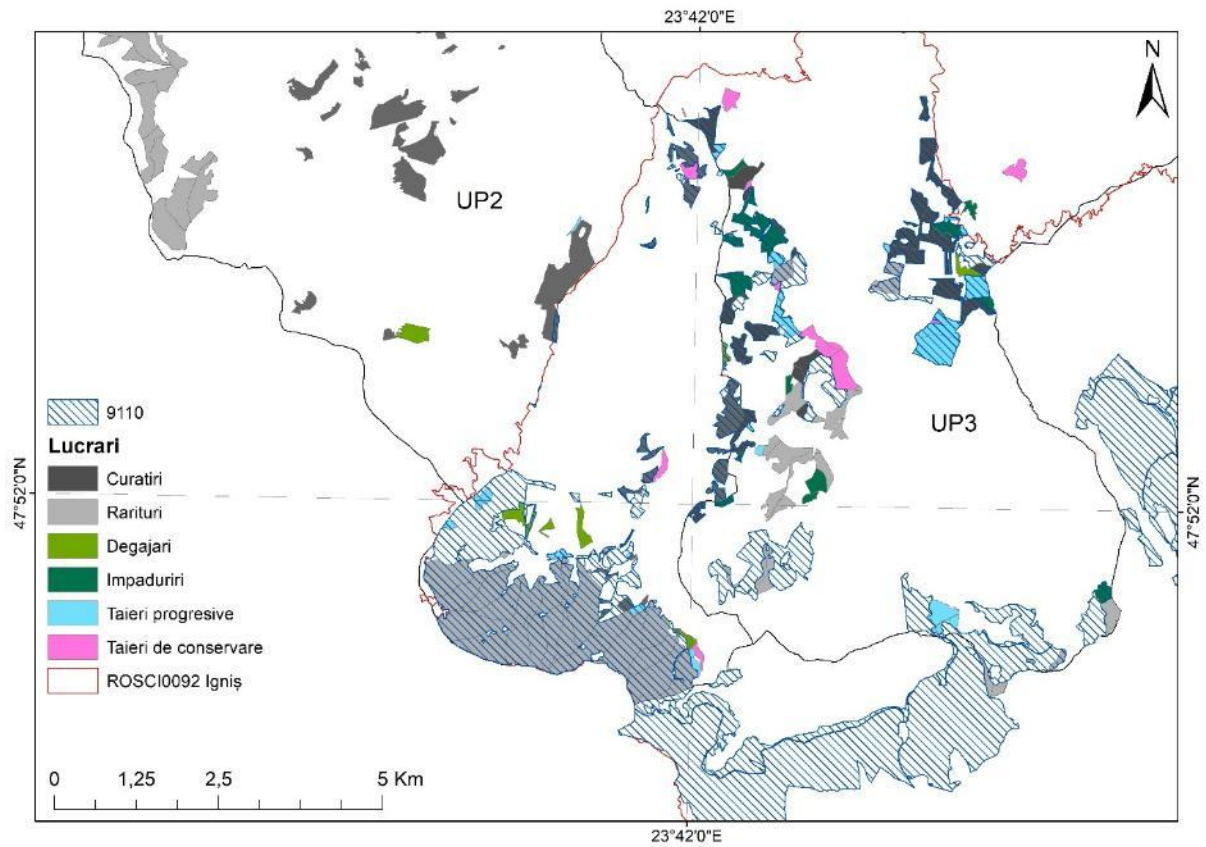 23°42'0"E
N
UP2
UP3
47°52'0"N
47°52'0"N
9110
Lucrari
Curatiri
Rarituri
Degajari
Impaduriri
Taieri progresive
Taieri de conservare
ROSCI0092 Igniș
0 1,25 2,5 5 Km
23°42'0"E